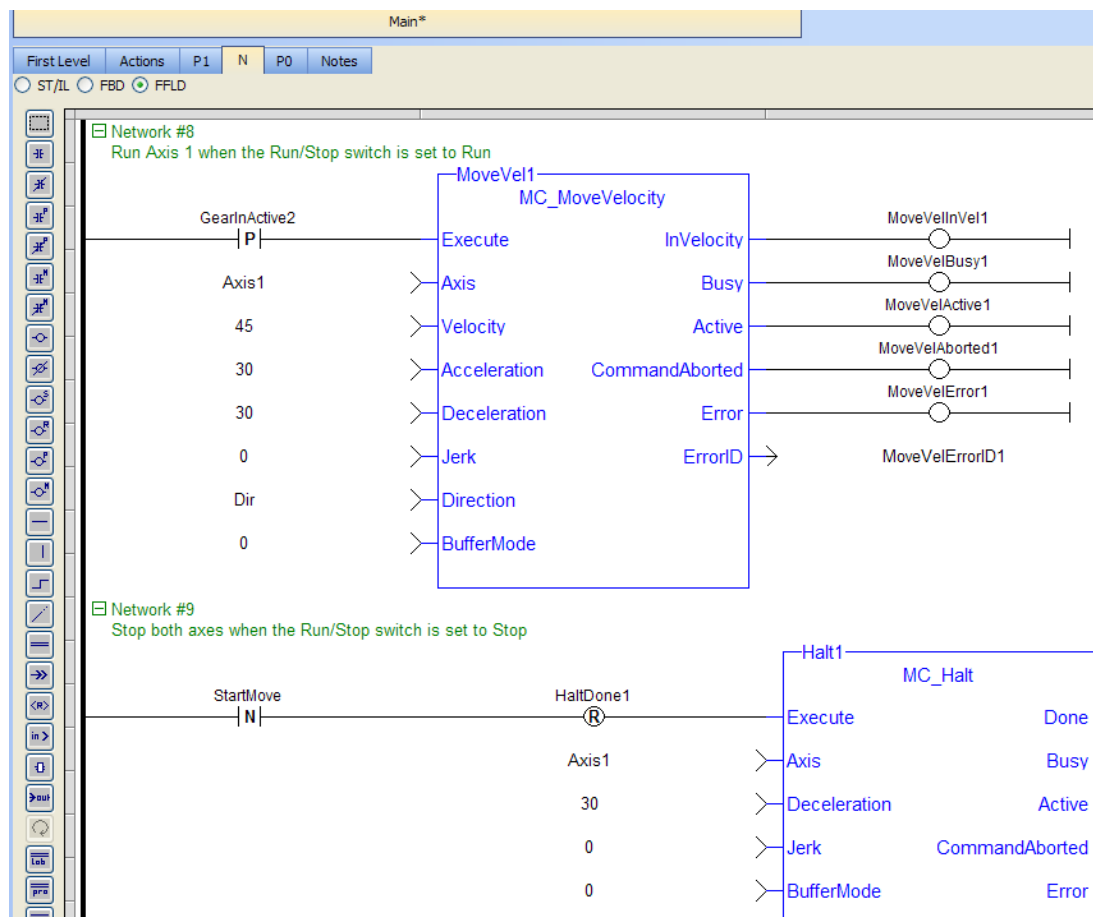 Main*
First Level Actions P1 N P0 Notes
ST/IL FBD FFLD
Network #8
Run Axis 1 when the Run/Stop switch is set to Run
MoveVel1
MC_MoveVelocity
GearInActive2 MoveVelInVel1
P Execute InVelocity
MoveVelBusy1
Axis1 Axis Busy
MoveVelActive1
45 Velocity Active
MoveVelAborted1
30 Acceleration CommandAborted
MoveVelError1
30 Deceleration Error
0 Jerk ErrorID MoveVelErrorID1
Dir Direction
0 BufferMode
Network #9
Stop both axes when the Run/Stop switch is set to Stop
Halt1
MC_Halt
StartMove HaltDone1
N R Execute Done
Axis1 Axis Busy
30 Deceleration Active
0 Jerk CommandAborted
0 BufferMode Error